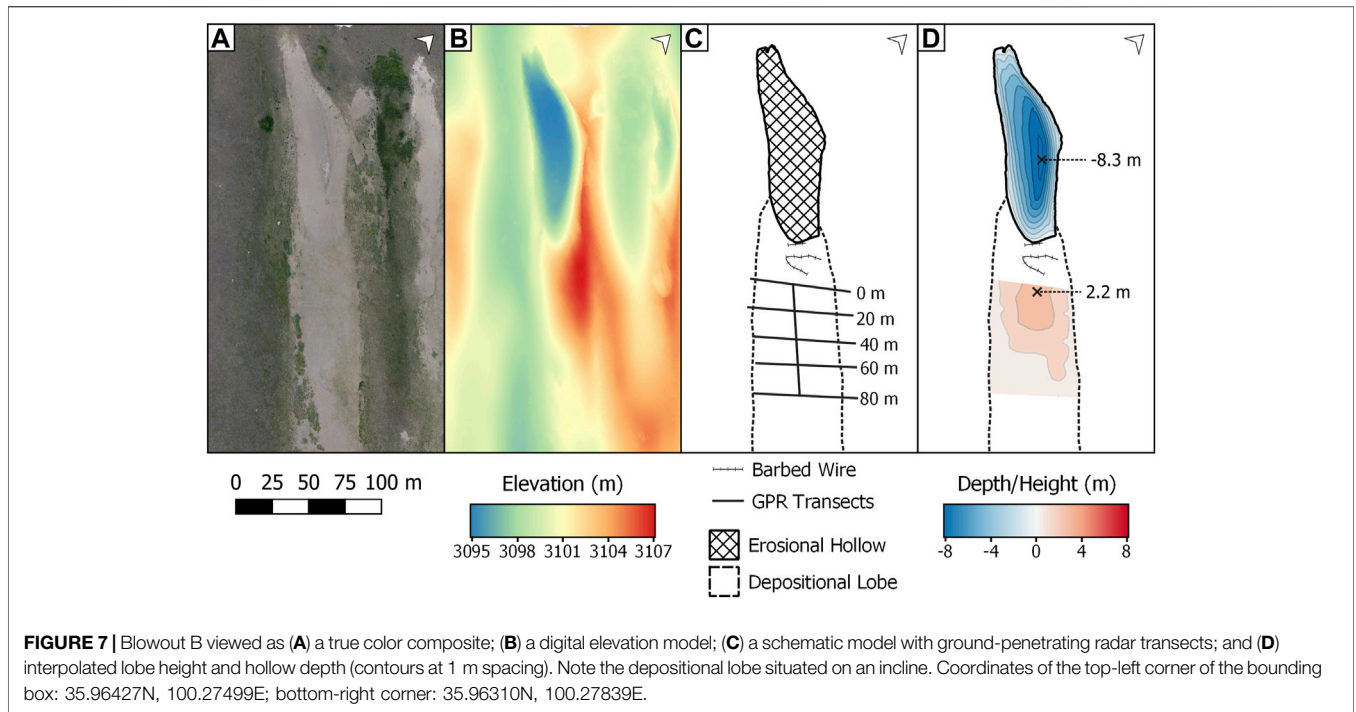 A
B
C
D
-8.3 m
2.2 m
0 m
20 m
40 m
60 m
80 m
0 25 50 75 100 m
Elevation (m)
3095 3098 3101 3104 3107
Barbed Wire
GPR Transects
Erosional Hollow
Depositional Lobe
Depth/Height (m)
-8 -4 0 4 8
FIGURE 7 | Blowout B viewed as (A) a true color composite; (B) a digital elevation model; (C) a schematic model with ground-penetrating radar transects; and (D)
interpolated lobe height and hollow depth (contours at 1 m spacing). Note the depositional lobe situated on an incline. Coordinates of the top-left corner of the bounding
box: 35.96427N, 100.27499E; bottom-right corner: 35.96310N, 100.27839E.